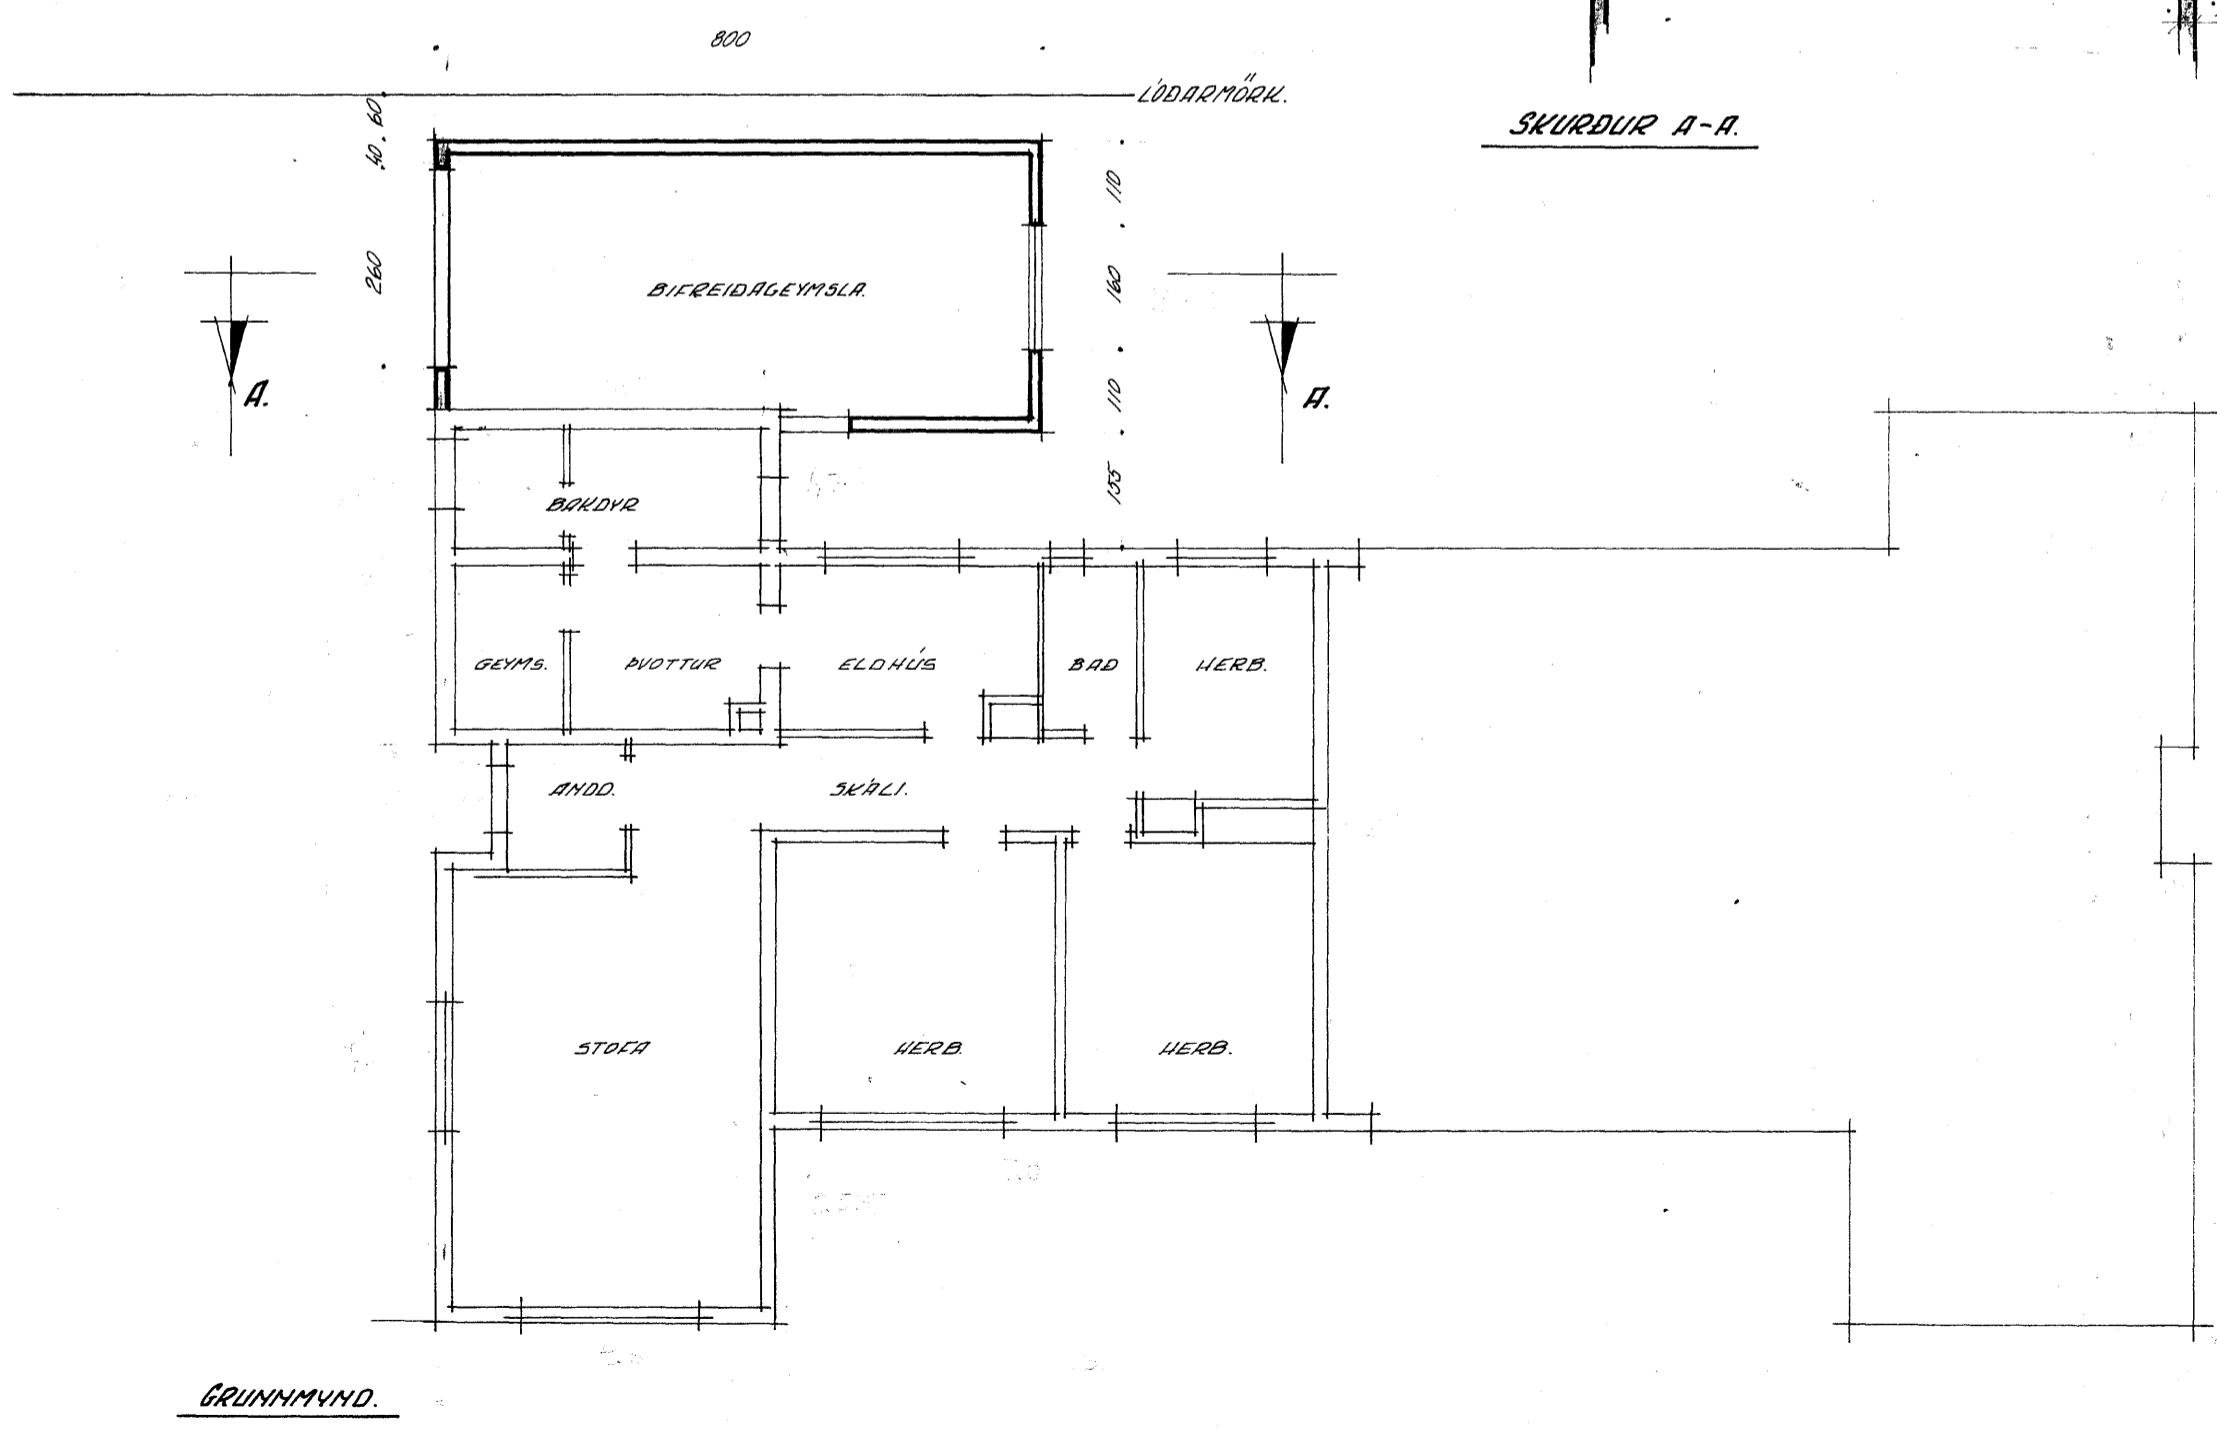 800
LÓÐARMÖRK.
SKURÐUR A-A.
60
40
110
260
160
BIFREIÐAGEYMSLA.
A.
A.
110
155
BAKDYR
GEYMS.
ÞVOTTUR
ELDHÚS
BAÐ
HERB.
ANDD.
SKÁLI.
STOFA
HERB.
HERB.
GRUNNMYND.